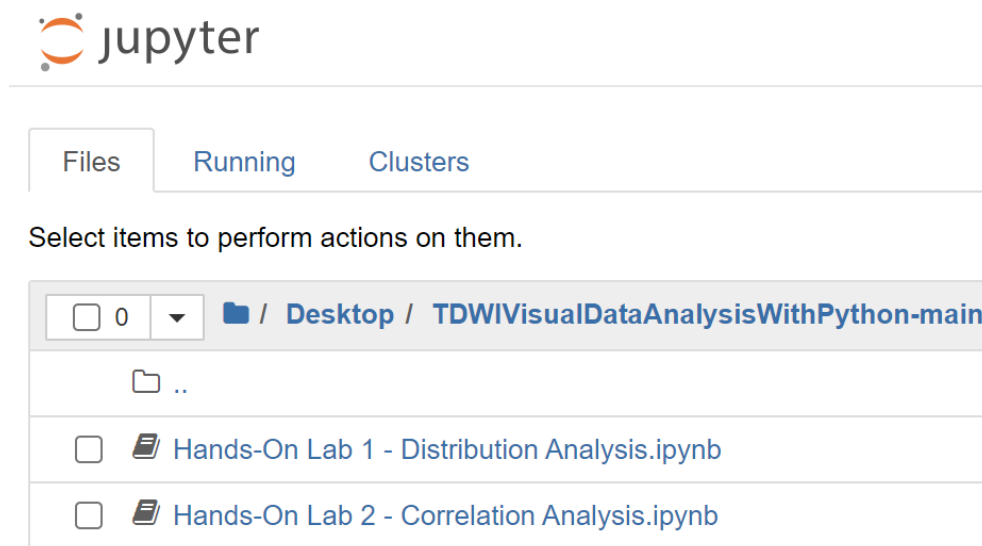 jupyter
Files Running Clusters
Select items to perform actions on them.
0 / Desktop / TDWIVisualDataAnalysisWithPython-main
..
Hands-On Lab 1 - Distribution Analysis.ipynb
Hands-On Lab 2 - Correlation Analysis.ipynb